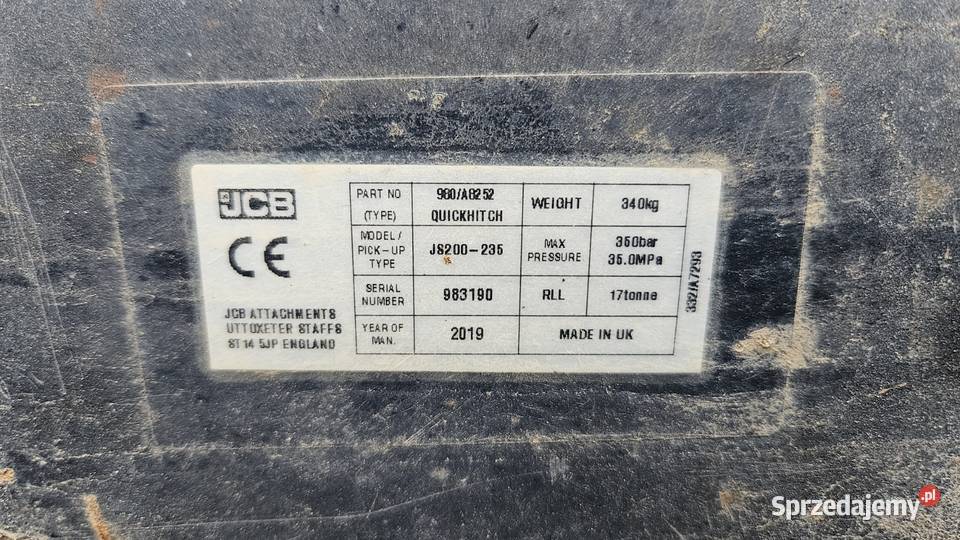 JCB
CE
JCB ATTACHMENTS
UTTOXETER STAFFS
ST14 5JP ENGLAND
PART NO 980/A8252 WEIGHT 340kg
(TYPE) QUICKHITCH
MODEL / PICK-UP TYPE JS200-235 MAX PRESSURE 350bar 35.0MPa
SERIAL NUMBER 983190 RLL 17tonne
YEAR OF MAN. 2019 MADE IN UK
332/A7293
Sprzedajemy.pl